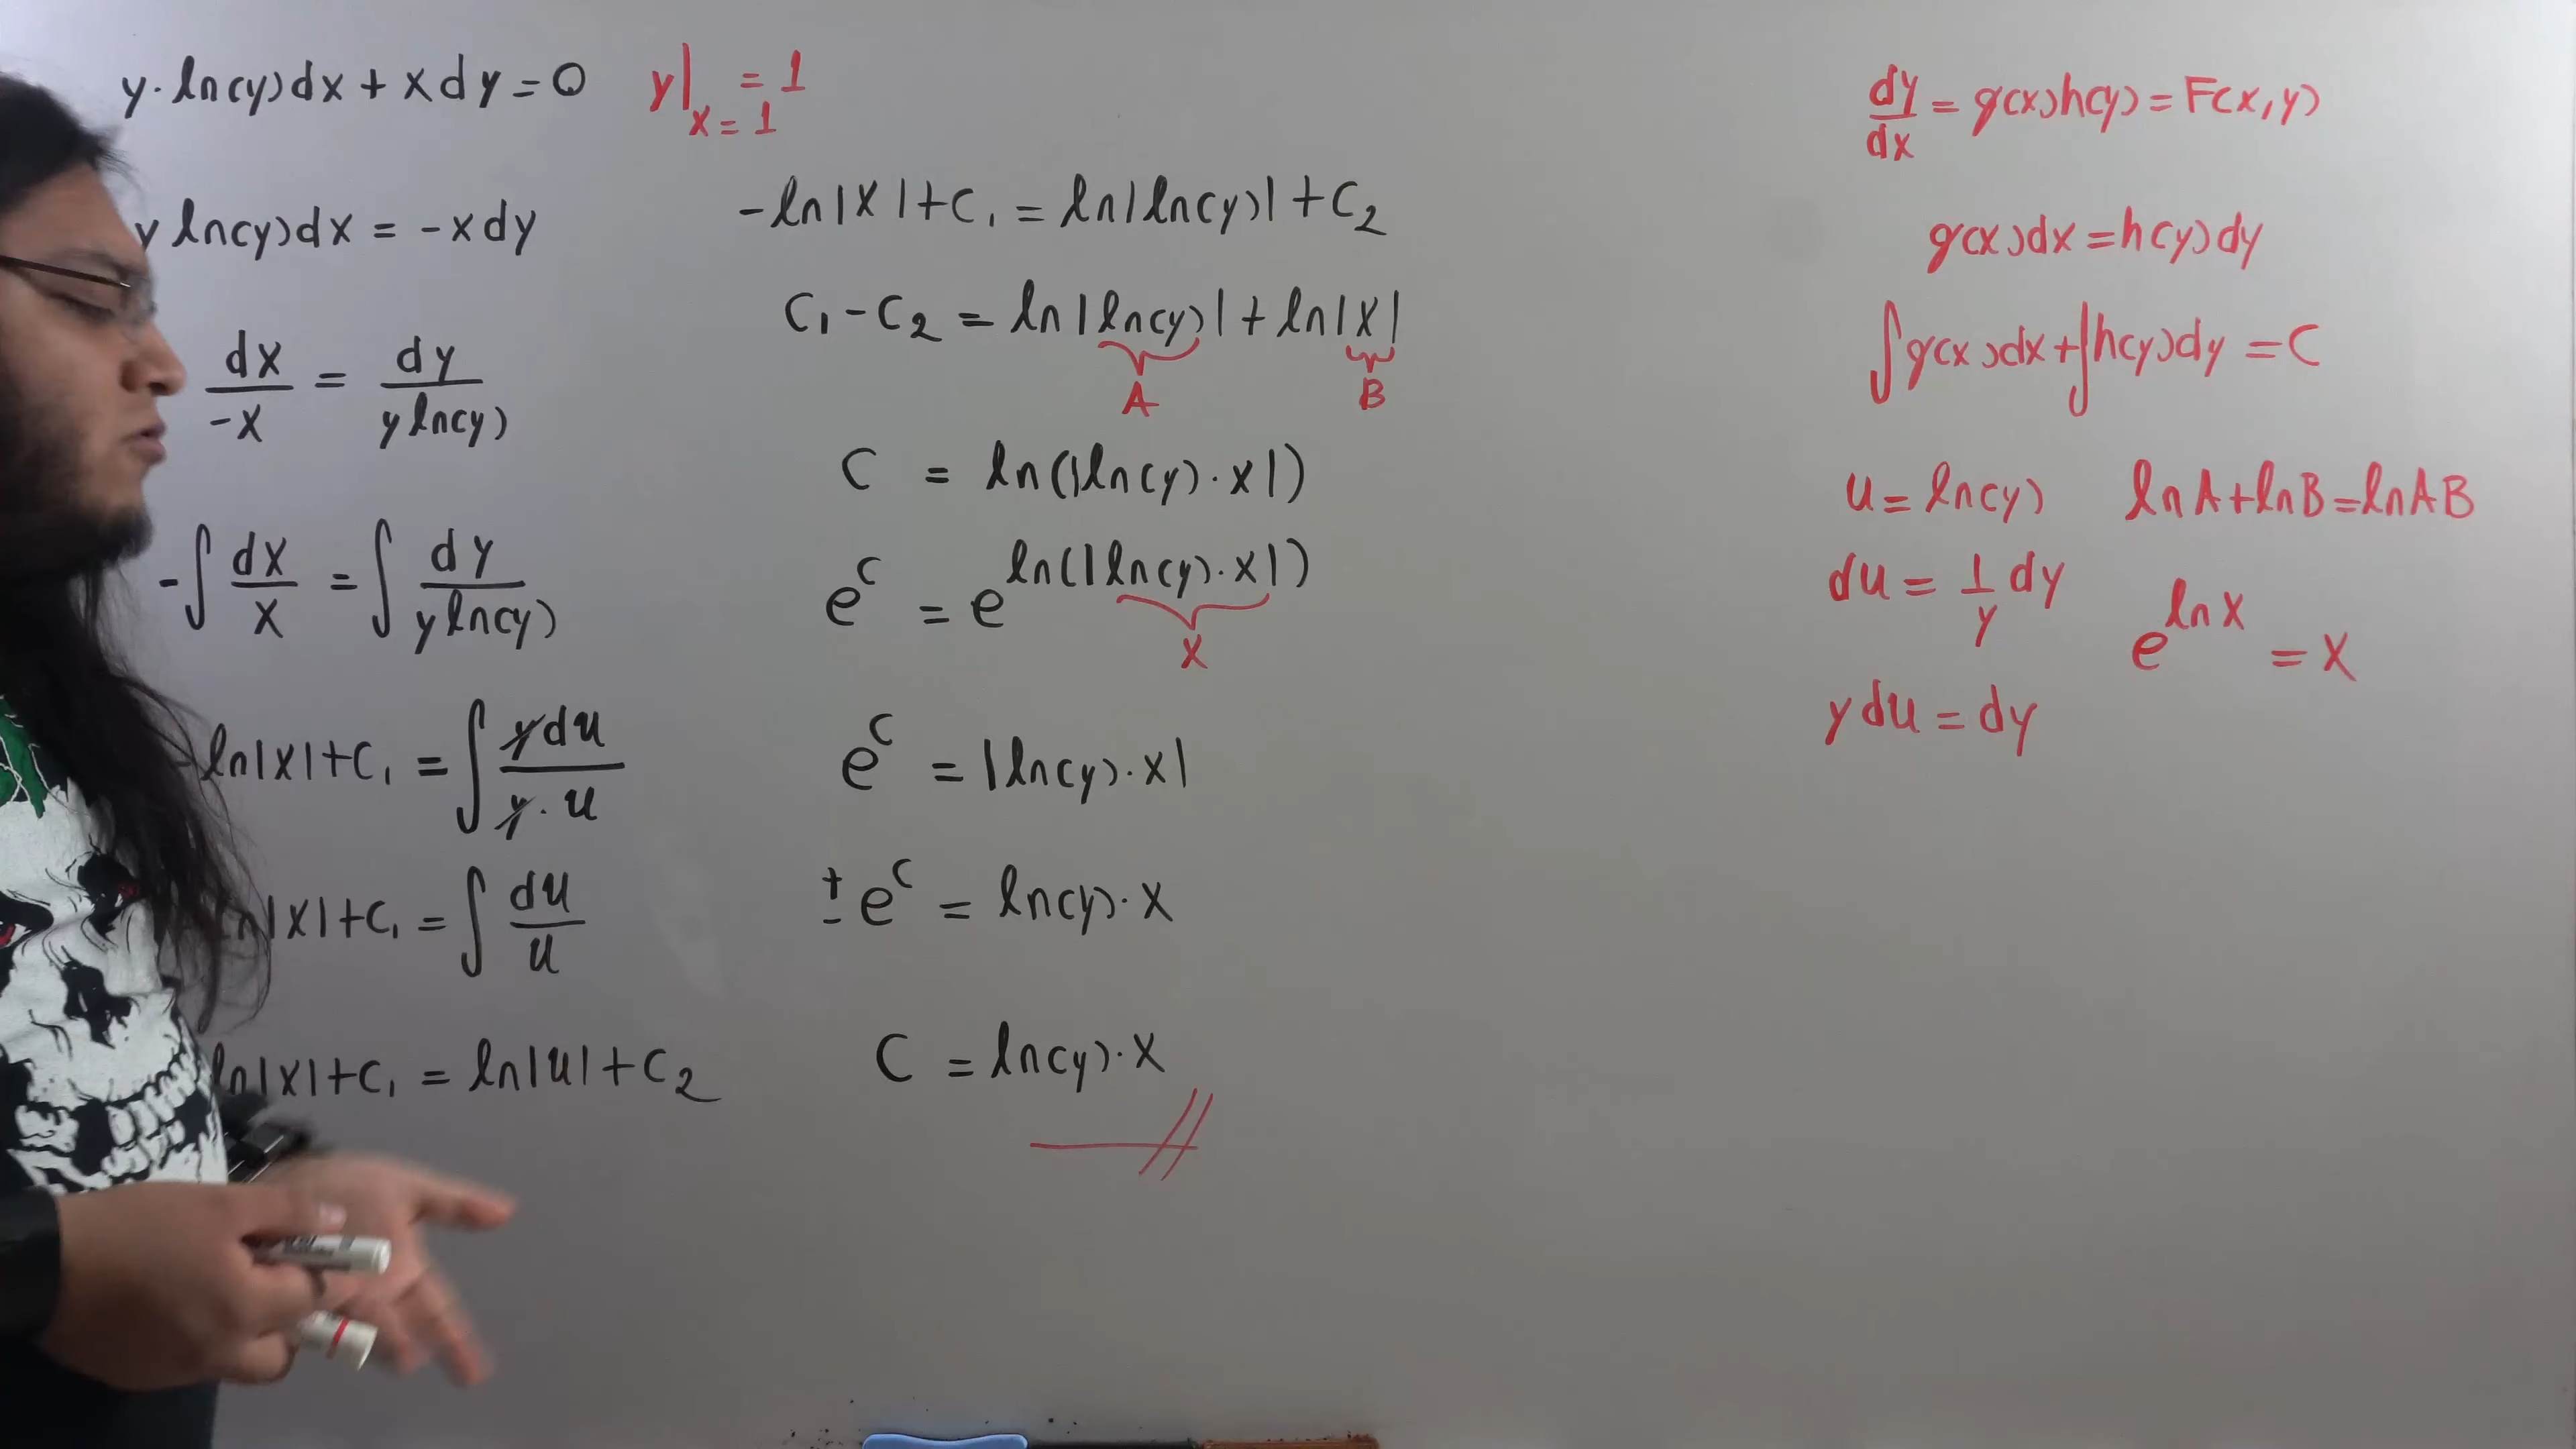 y·ln(y)dx + xdy = 0   y|x=1 = 1
y ln(y)dx = -xdy
dx/-x = dy/(y ln(y))
-∫ dx/x = ∫ dy/(y ln(y))
ln|x|+C₁ = ∫ ydu/(y·u)
ln|x|+C₁ = ∫ du/u
ln|x|+C₁ = ln|u|+C₂
-ln|x|+C₁ = ln|ln(y)|+C₂
C₁-C₂ = ln|ln(y)|+ln|x|
A B
C = ln(|ln(y)·x|)
e^C = e^ln(|ln(y)·x|)
x
e^C = |ln(y)·x|
±e^C = ln(y)·x
C = ln(y)·x
dy/dx = g(x)h(y) = F(x,y)
g(x)dx = h(y)dy
∫g(x)dx+∫h(y)dy = C
u = ln(y)   lnA+lnB=lnAB
du = 1/y dy
e^lnx = x
ydu = dy